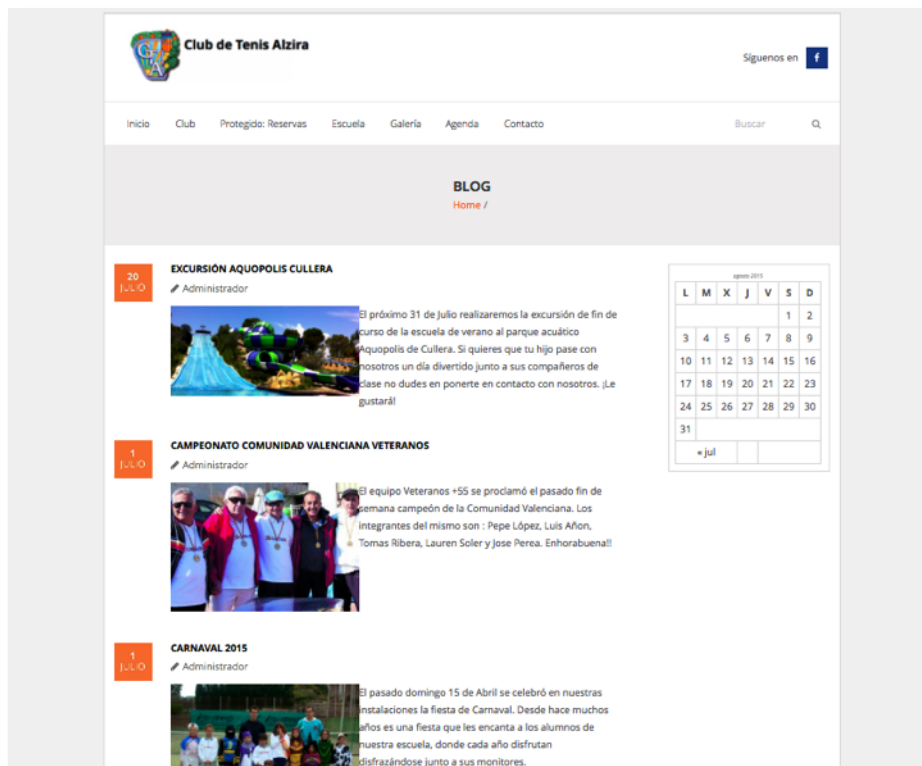 Club de Tenis Alzira
Síguenos en f
Inicio Club Protegido: Reservas Escuela Galería Agenda Contacto Buscar
BLOG
Home /
20
JULIO
EXCURSIÓN AQUOPOLIS CULLERA
Administrador
El próximo 31 de Julio realizaremos la excursión de fin de
curso de la escuela de verano al parque acuático
Aquopolis de Cullera. Si quieres que tu hijo pase con
nosotros un día divertido junto a sus compañeros de
clase no dudes en ponerte en contacto con nosotros. ¡Le
gustará!
1
JULIO
CAMPEONATO COMUNIDAD VALENCIANA VETERANOS
Administrador
El equipo Veteranos +55 se proclamó el pasado fin de
semana campeón de la Comunidad Valenciana. Los
integrantes del mismo son : Pepe López, Luis Añon,
Tomas Ribera, Lauren Soler y Jose Perea. Enhorabuena!!
1
JULIO
CARNAVAL 2015
Administrador
El pasado domingo 15 de Abril se celebró en nuestras
instalaciones la fiesta de Carnaval. Desde hace muchos
años es una fiesta que les encanta a los alumnos de
nuestra escuela, donde cada año disfrutan
disfrazándose junto a sus monitores.
agosto 2015
L M X J V S D
1 2
3 4 5 6 7 8 9
10 11 12 13 14 15 16
17 18 19 20 21 22 23
24 25 26 27 28 29 30
31
« jul